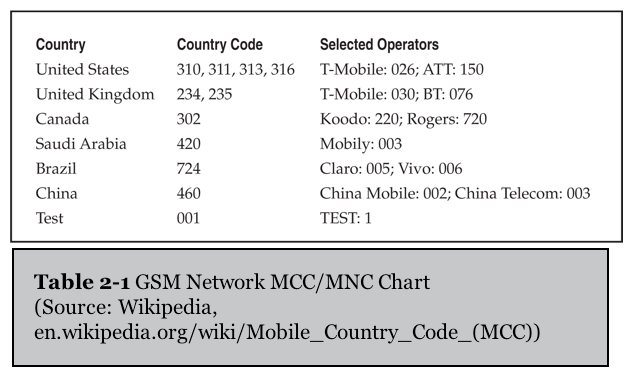 Country Country Code Selected Operators
United States 310, 311, 313, 316 T-Mobile: 026; ATT: 150
United Kingdom 234, 235 T-Mobile: 030; BT: 076
Canada 302 Koodo: 220; Rogers: 720
Saudi Arabia 420 Mobily: 003
Brazil 724 Claro: 005; Vivo: 006
China 460 China Mobile: 002; China Telecom: 003
Test 001 TEST: 1
Table 2-1 GSM Network MCC/MNC Chart
(Source: Wikipedia,
en.wikipedia.org/wiki/Mobile_Country_Code_(MCC))